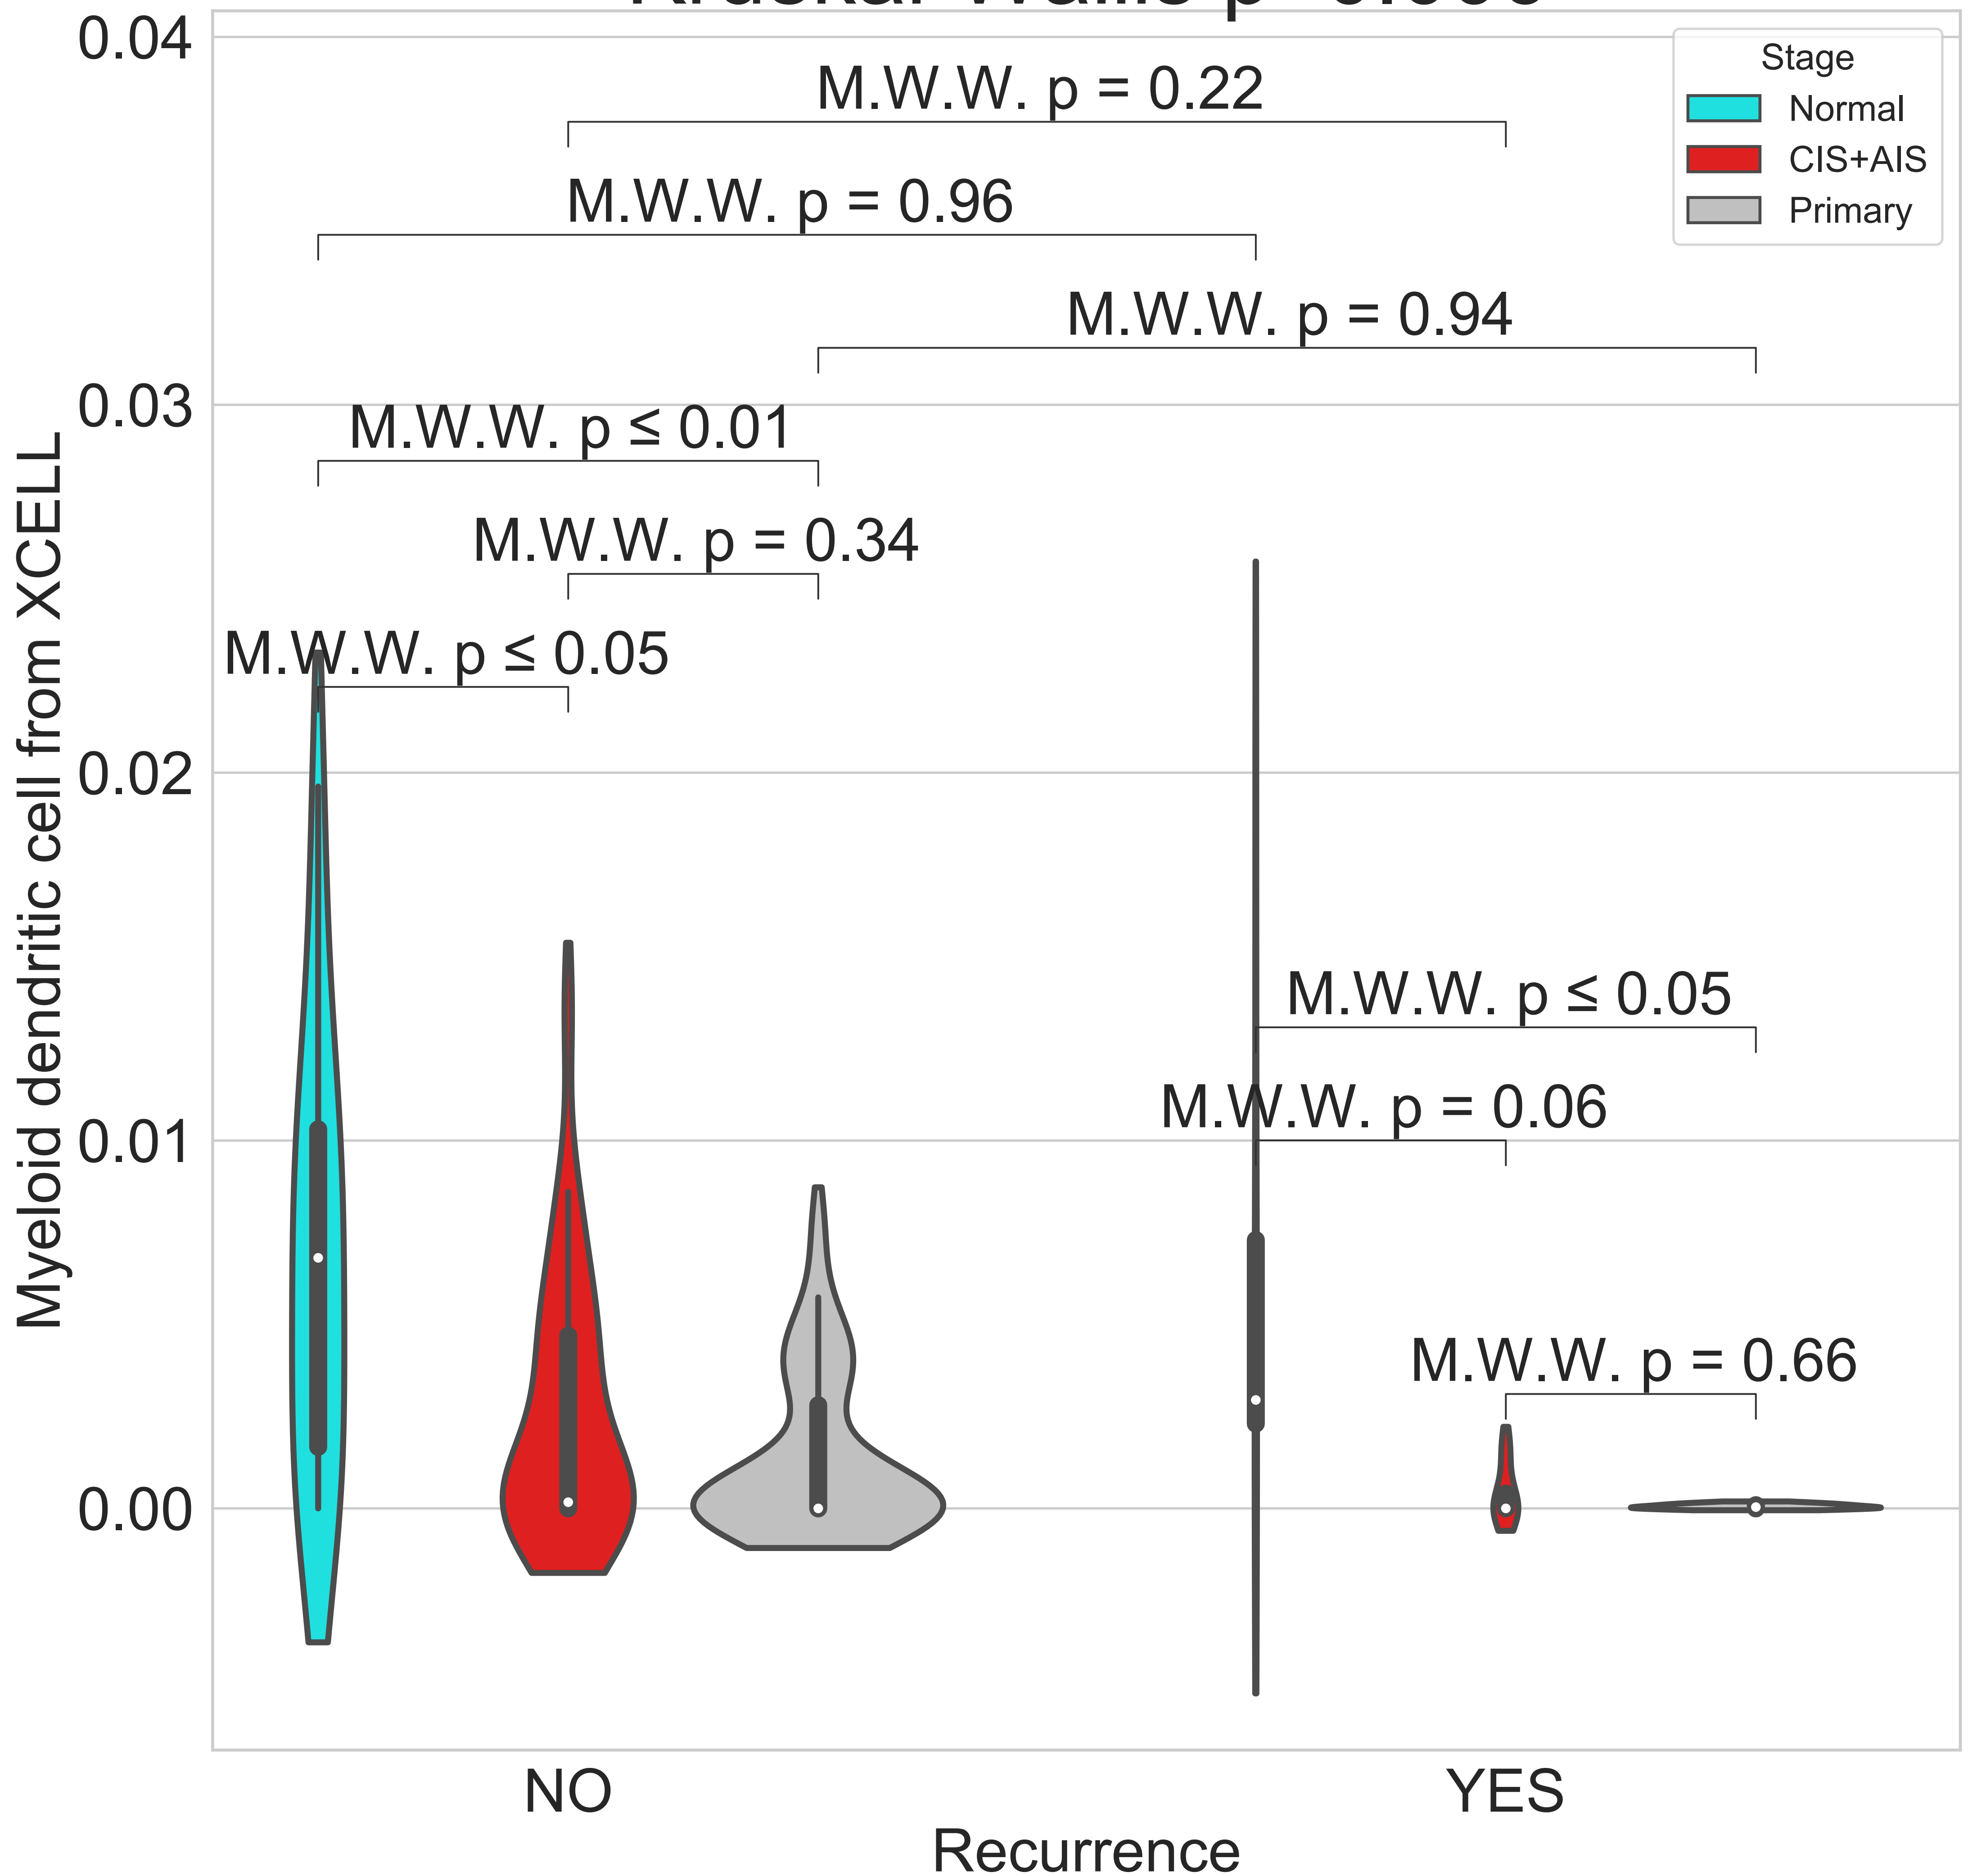 0.04
0.03
0.02
0.01
0.00
Myeloid dendritic cell from XCELL
M.W.W. p = 0.22
M.W.W. p = 0.96
M.W.W. p = 0.94
M.W.W. p ≤ 0.01
M.W.W. p = 0.34
M.W.W. p ≤ 0.05
M.W.W. p ≤ 0.05
M.W.W. p = 0.06
M.W.W. p = 0.66
Stage
Normal
CIS+AIS
Primary
NO
YES
Recurrence